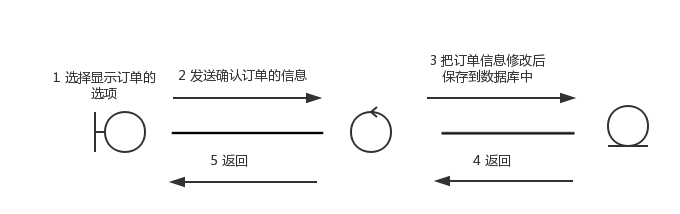 1 选择显示订单的
选项
2 发送确认订单的信息
3 把订单信息修改后
保存到数据库中
5 返回
4 返回